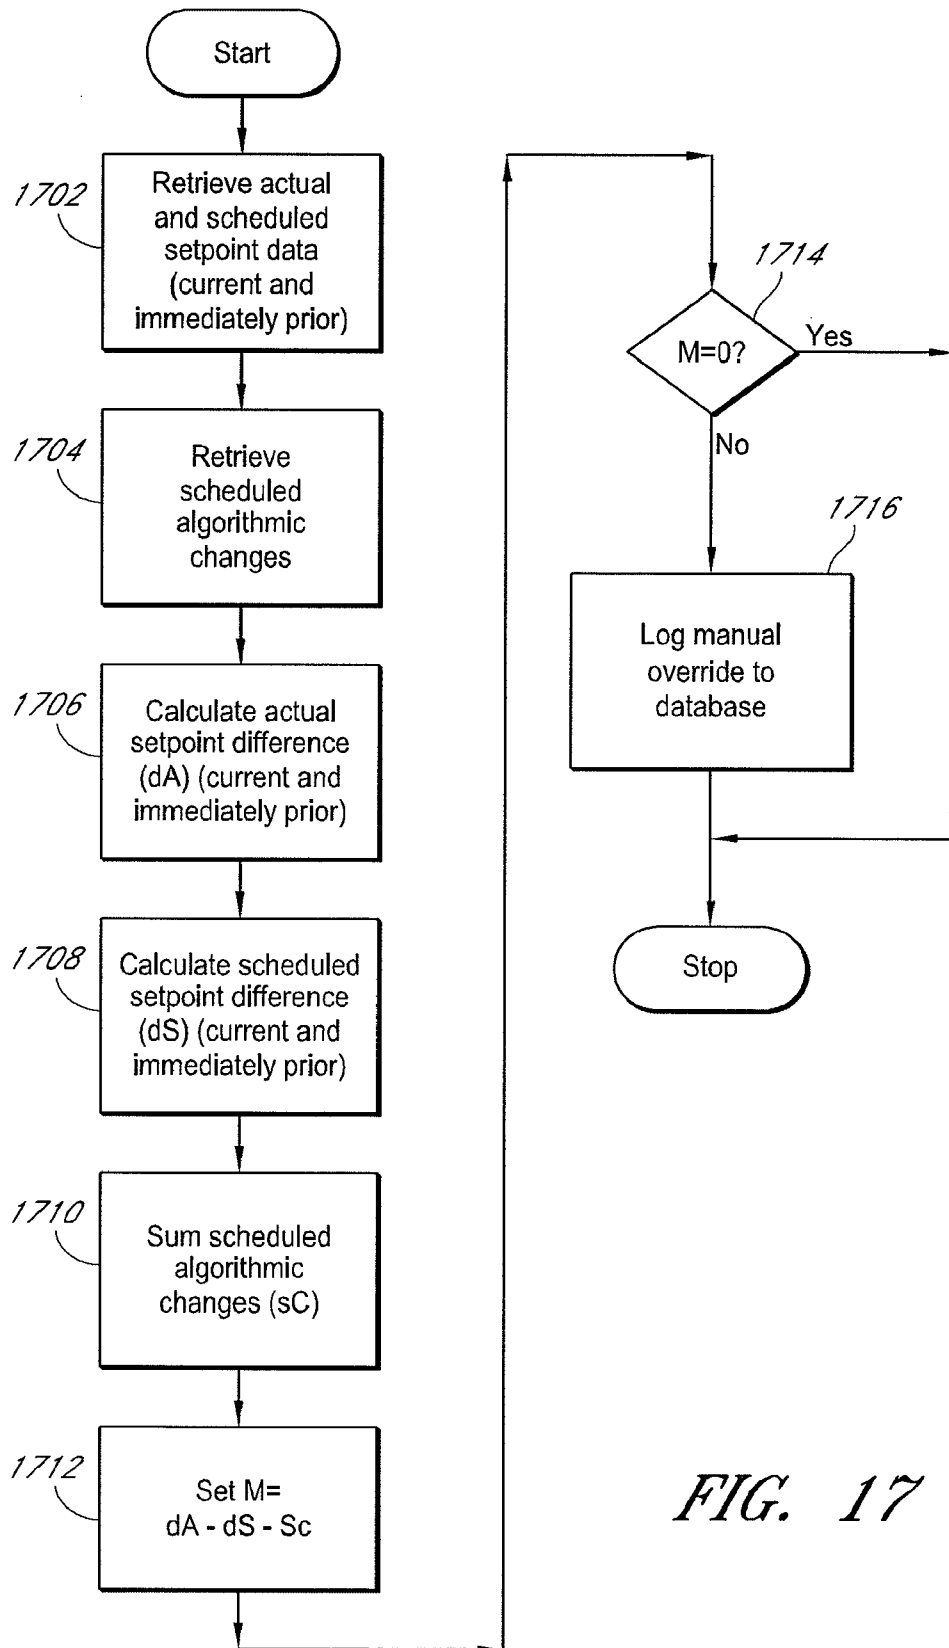 Start
1702
Retrieve actual
and scheduled
setpoint data
(current and
immediately prior)
1704
Retrieve
scheduled
algorithmic
changes
1706
Calculate actual
setpoint difference
(dA) (current and
immediately prior)
1708
Calculate scheduled
setpoint difference
(dS) (current and
immediately prior)
1710
Sum scheduled
algorithmic
changes (sC)
1712
Set M=
dA - dS - Sc
1714
M=0?
Yes
No
1716
Log manual
override to
database
Stop
FIG. 17